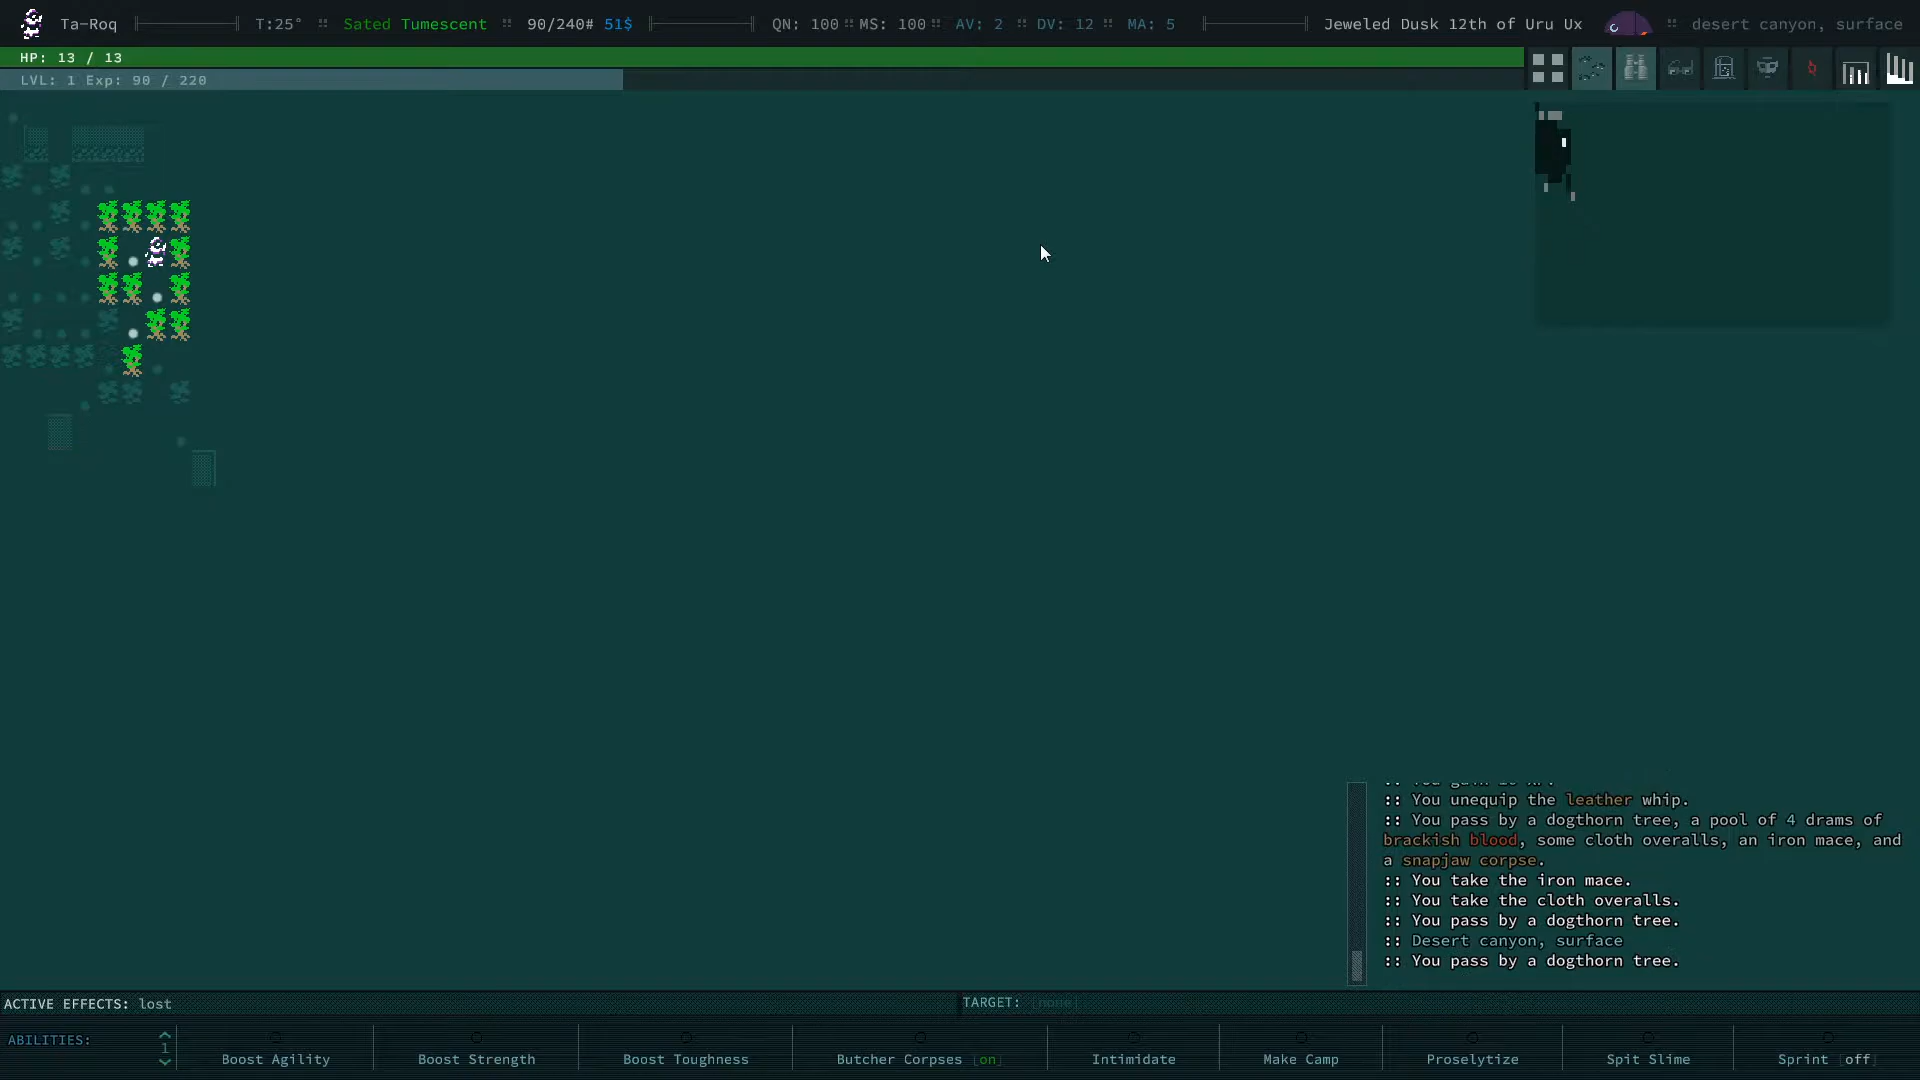 Ta-Roq T:25° Sated Tumescent 90/240# 51$ QN: 100 MS: 100 AV: 2 DV: 12 MA: 5 Jeweled Dusk 12th of Uru Ux desert canyon, surface
HP: 13 / 13
LVL: 1 Exp: 90 / 220
:: You unequip the leather whip.
:: You pass by a dogthorn tree, a pool of 4 drams of
brackish blood, some cloth overalls, an iron mace, and
a snapjaw corpse.
:: You take the iron mace.
:: You take the cloth overalls.
:: You pass by a dogthorn tree.
:: Desert canyon, surface
:: You pass by a dogthorn tree.
ACTIVE EFFECTS: lost TARGET: [none]
ABILITIES: 1 Boost Agility Boost Strength Boost Toughness Butcher Corpses [on] Intimidate Make Camp Proselytize Spit Slime Sprint [off]